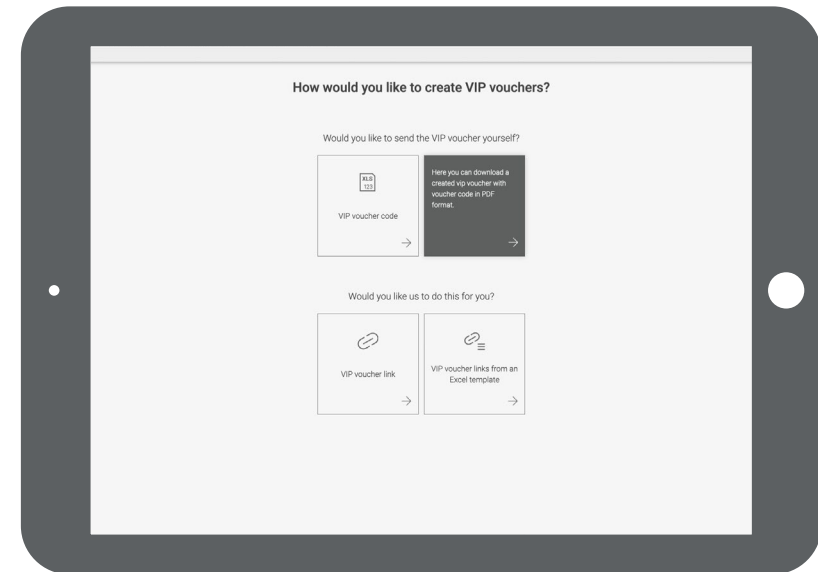 How would you like to create VIP vouchers?
Would you like to send the VIP voucher yourself?
XLS
123
VIP voucher code
Here you can download a
created vip voucher with
voucher code in PDF
format.
Would you like us to do this for you?
VIP voucher link
VIP voucher links from an
Excel template